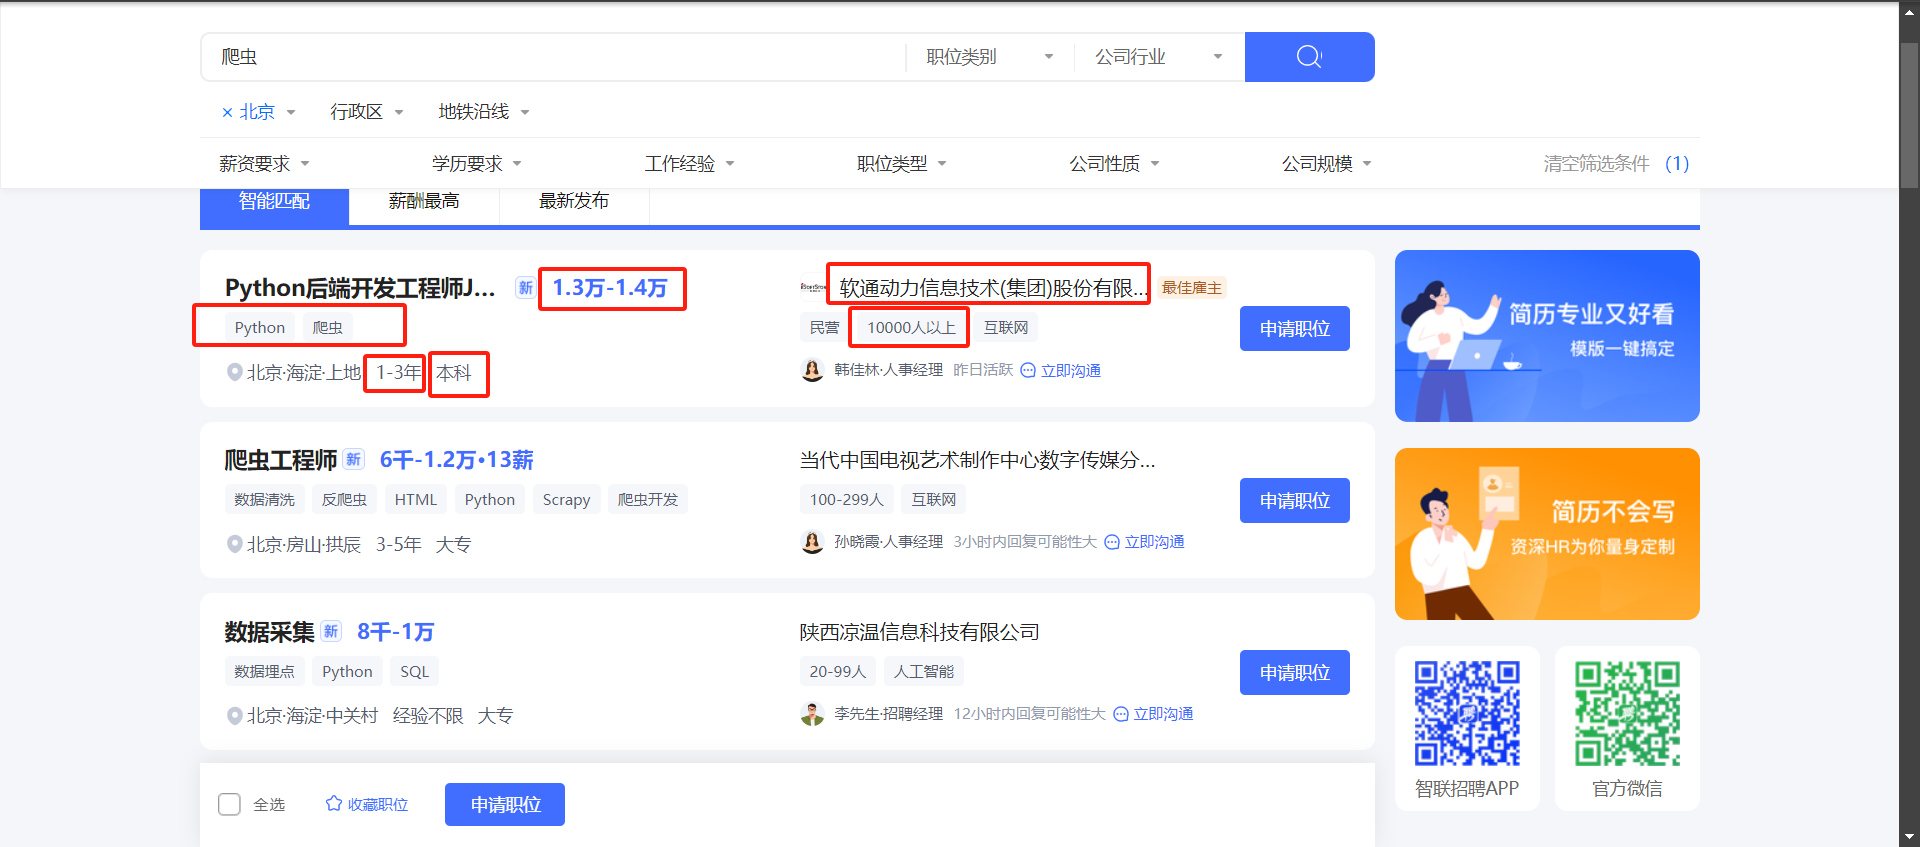 爬虫
职位类别
公司行业
× 北京
行政区
地铁沿线
薪资要求
学历要求
工作经验
职位类型
公司性质
公司规模
清空筛选条件 (1)
智能匹配
薪酬最高
最新发布
Python后端开发工程师J... 新 1.3万-1.4万
Python 爬虫
北京·海淀·上地 1-3年 本科
软通动力信息技术(集团)股份有限... 最佳雇主
民营 10000人以上 互联网
韩佳林·人事经理 昨日活跃 立即沟通
申请职位
爬虫工程师 新 6千-1.2万·13薪
数据清洗 反爬虫 HTML Python Scrapy 爬虫开发
北京·房山·拱辰 3-5年 大专
当代中国电视艺术制作中心数字传媒分...
100-299人 互联网
孙晓霞·人事经理 3小时内回复可能性大 立即沟通
申请职位
数据采集 新 8千-1万
数据埋点 Python SQL
北京·海淀·中关村 经验不限 大专
陕西凉温信息科技有限公司
20-99人 人工智能
李先生·招聘经理 12小时内回复可能性大 立即沟通
申请职位
全选
收藏职位
申请职位
简历专业又好看
模版一键搞定
简历不会写
资深HR为你量身定制
智联招聘APP
官方微信